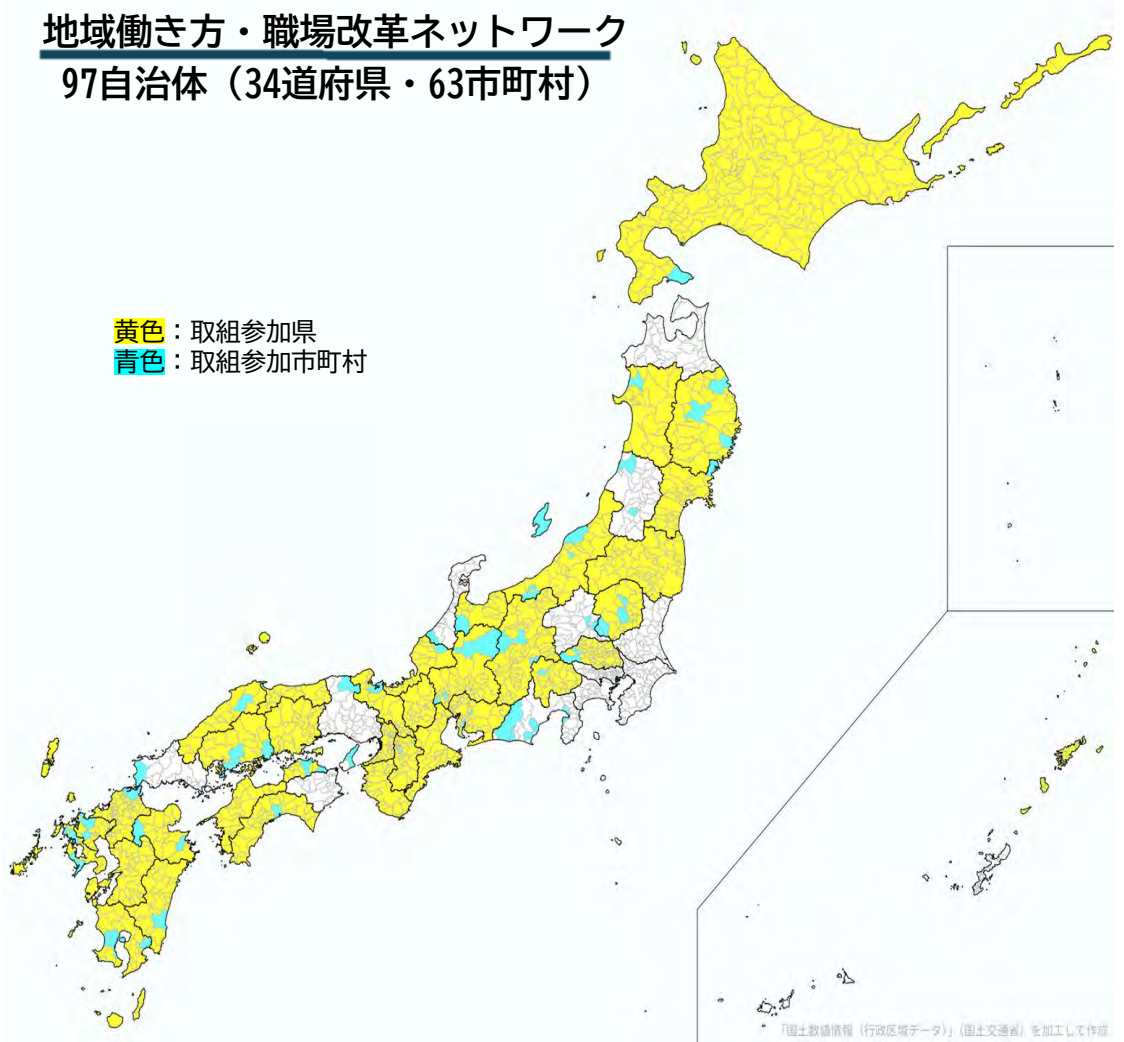 地域働き方・職場改革ネットワーク
97自治体（34道府県・63市町村）
黄色：取組参加県
青色：取組参加市町村
「国土数値情報（行政区域データ）」（国土交通省）を加工して作成